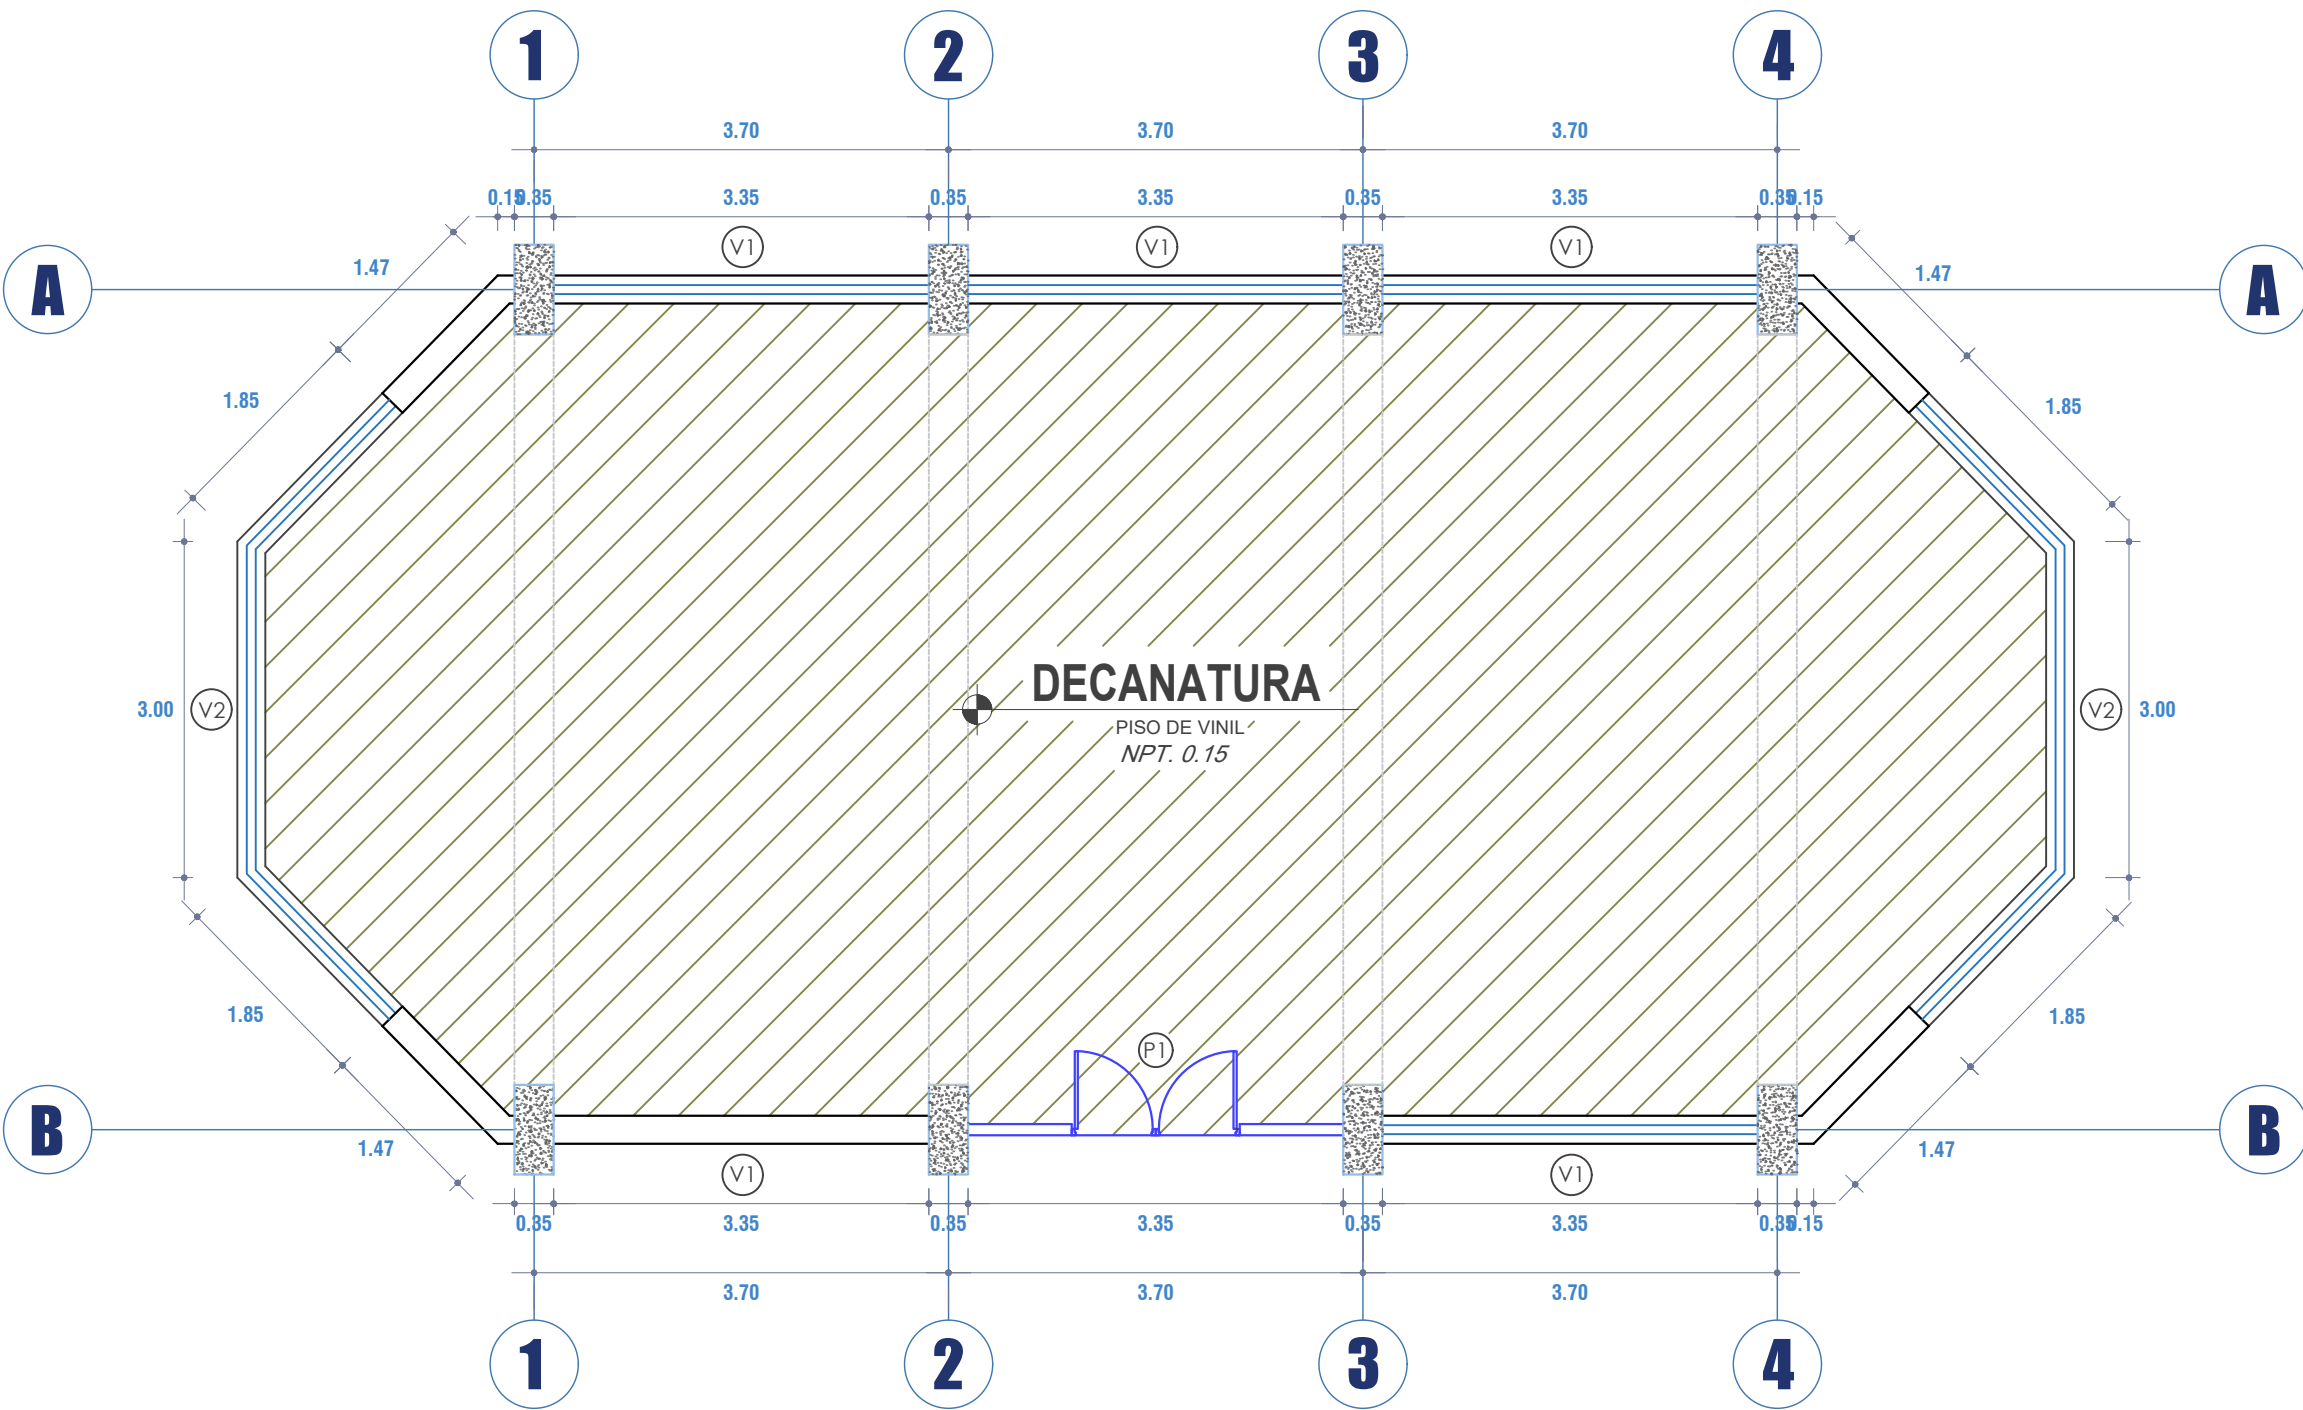 1 2 3 4
3.70 3.70 3.70
0.15 0.35 3.35 0.35 3.35 0.35 3.35 0.35 0.15
V1 V1 V1
1.47 1.47
A A
1.85 1.85
DECANATURA
3.00 V2 V2 3.00
PISO DE VINIL
NPT. 0.15
1.85 P1 1.85
B B
1.47 1.47
V1 V1
0.35 3.35 0.35 3.35 0.35 3.35 0.35 0.15
3.70 3.70 3.70
1 2 3 4